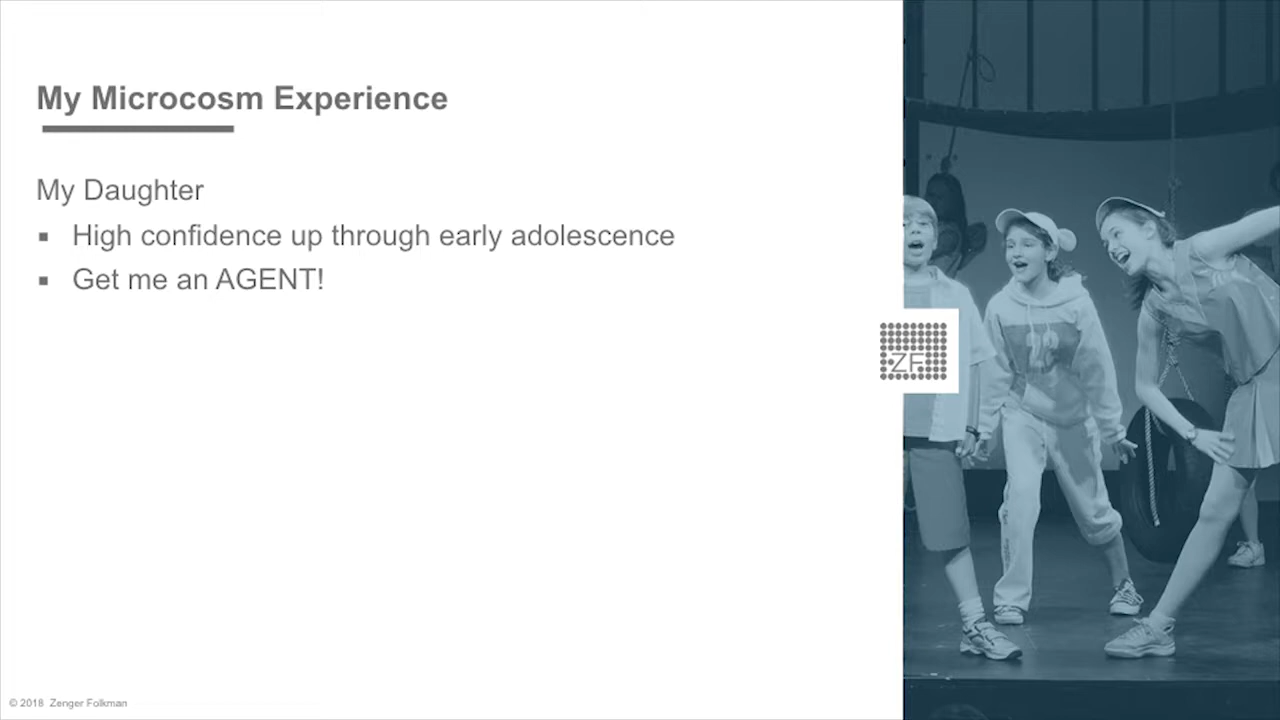 My Microcosm Experience
My Daughter
▪ High confidence up through early adolescence
▪ Get me an AGENT!
ZF
© 2018 Zenger Folkman